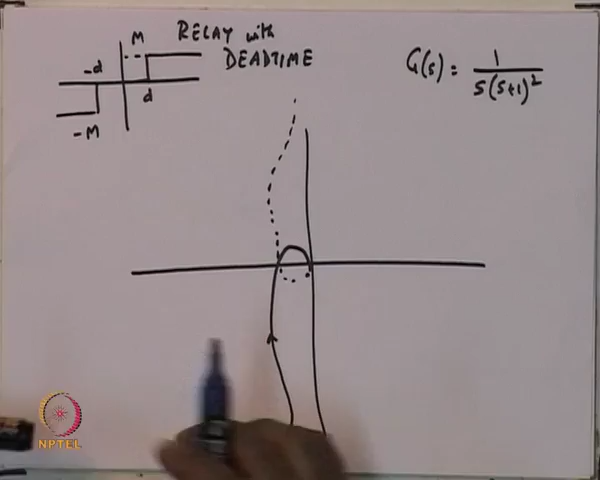 RELAY with
DEADTIME
M
-d
d
-M
G(s) = 1 / s(s+1)²
NPTEL